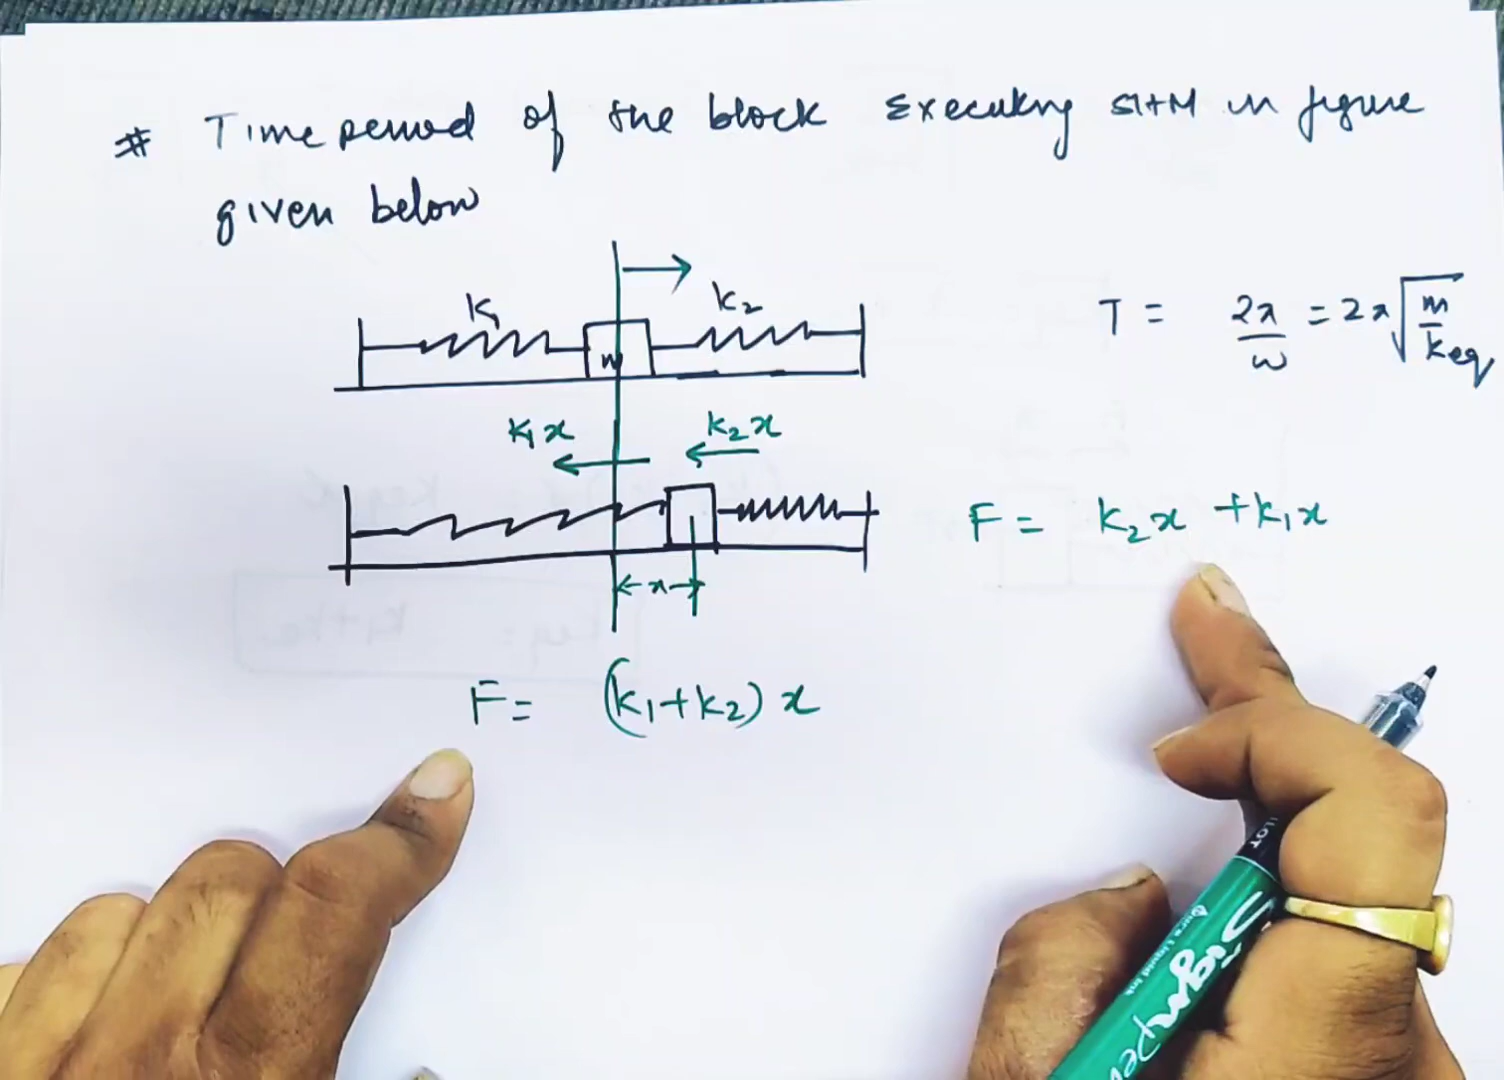 # Time period of the block Executing SHM in figure
given below
K1
k2
m
T = 2π/ω = 2π√(m/keq)
K1x
k2x
F = k2x + k1x
x
F = (k1+k2) x